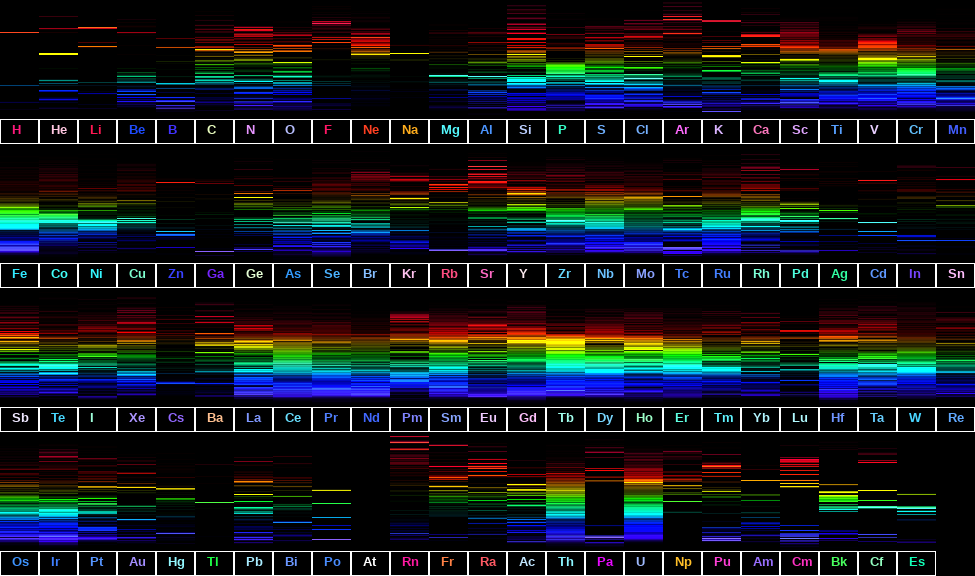 H He Li Be B C N O F Ne Na Mg Al Si P S Cl Ar K Ca Sc Ti V Cr Mn
Fe Co Ni Cu Zn Ga Ge As Se Br Kr Rb Sr Y Zr Nb Mo Tc Ru Rh Pd Ag Cd In Sn
Sb Te I Xe Cs Ba La Ce Pr Nd Pm Sm Eu Gd Tb Dy Ho Er Tm Yb Lu Hf Ta W Re
Os Ir Pt Au Hg Tl Pb Bi Po At Rn Fr Ra Ac Th Pa U Np Pu Am Cm Bk Cf Es